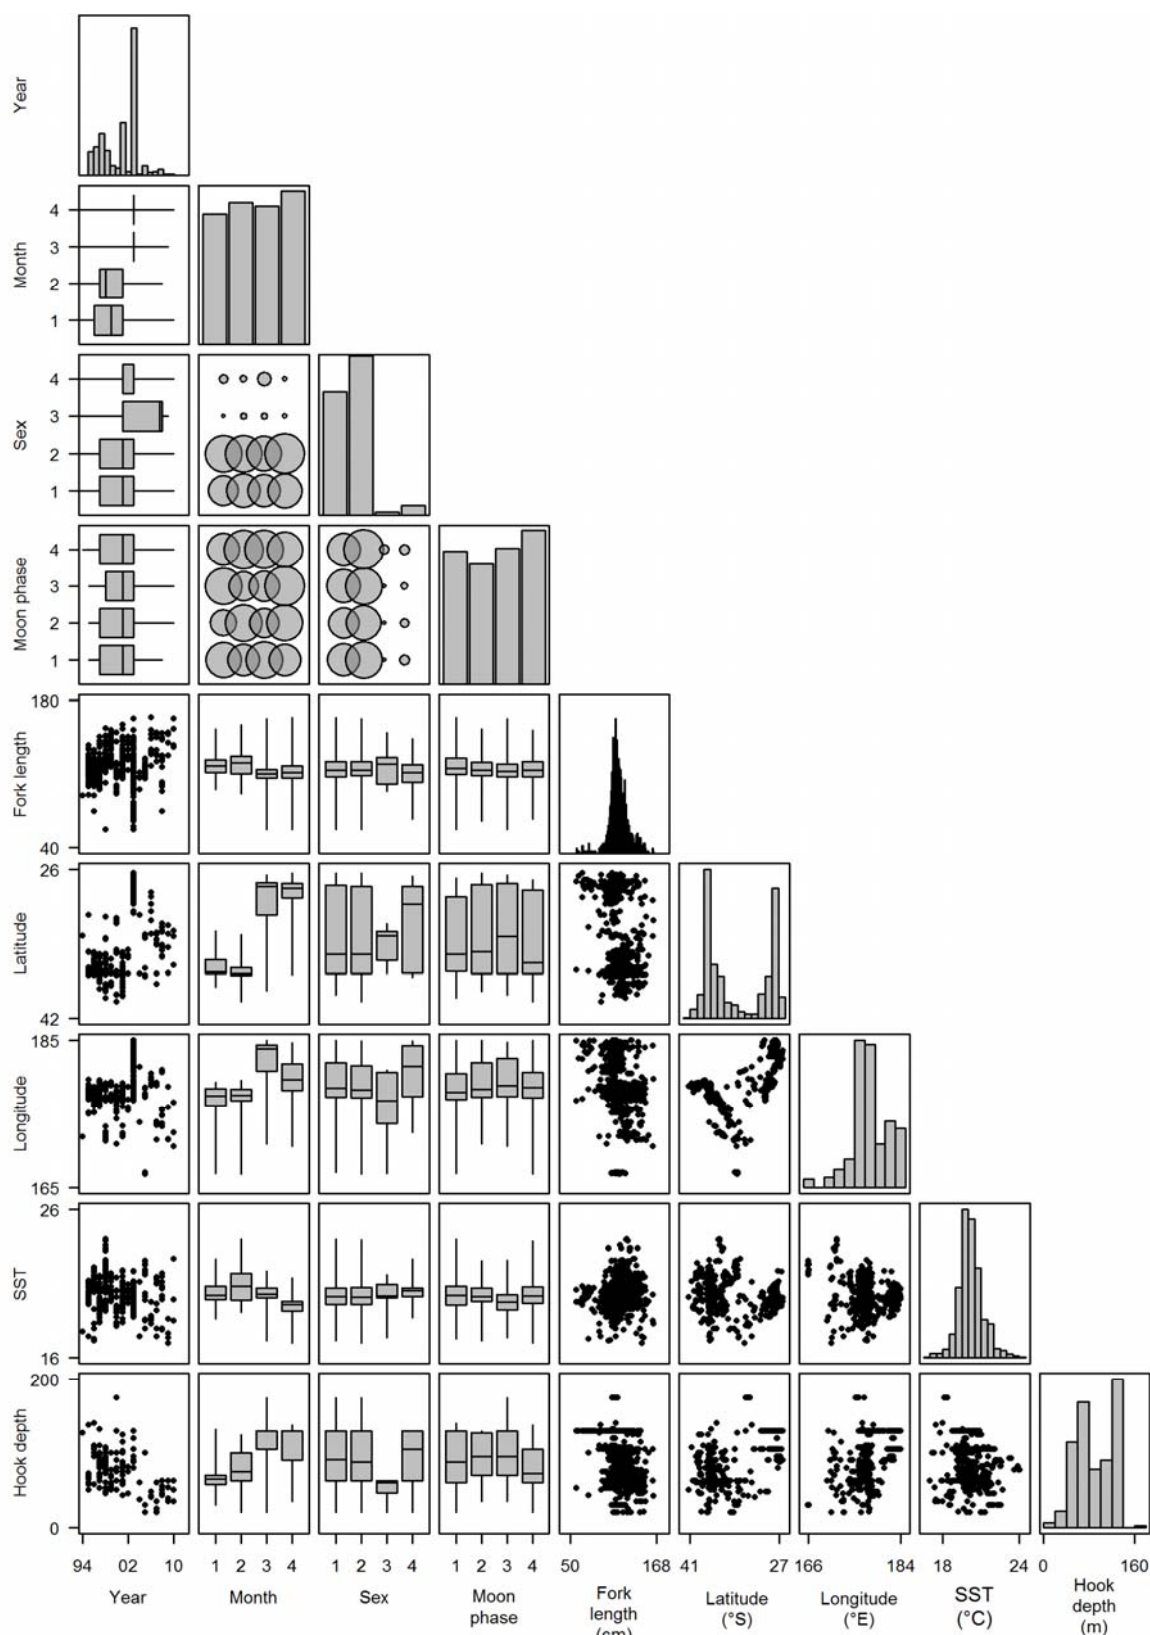 Year
4
3
2
1
Month
4
3
2
1
Sex
4
3
2
1
Moon phase
180
40
Fork length
26
42
Latitude
185
165
Longitude
26
16
SST
200
0
Hook depth
94 02 10 1 2 3 4 1 2 3 4 1 2 3 4 50 168 41 27 166 184 18 24 0 160
Year Month Sex Moon phase Fork length (cm) Latitude (°S) Longitude (°E) SST (°C) Hook depth (m)